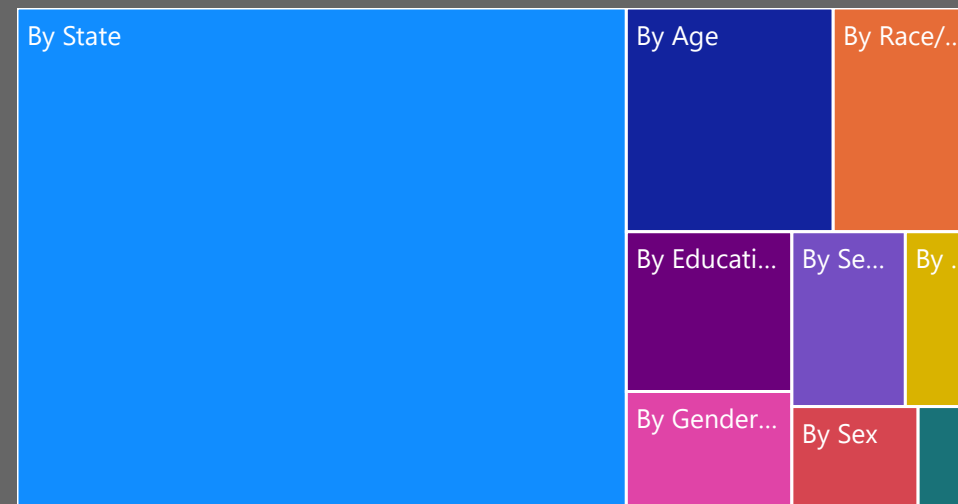 By State
By Age
By Race/...
By Educati...
By Se...
By ...
By Gender...
By Sex